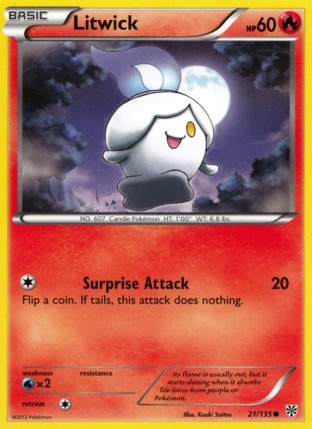 BASIC Litwick HP60
NO. 607 Candle Pokémon HT: 1'00" WT: 6.8 lbs.
Surprise Attack 20
Flip a coin. If tails, this attack does nothing.
weakness resistance
×2
Its flame is usually out, but it
starts shining when it absorbs
life force from people or
Pokémon.
retreat
©2012 Pokémon Illus. Kouki Saitou 21/135